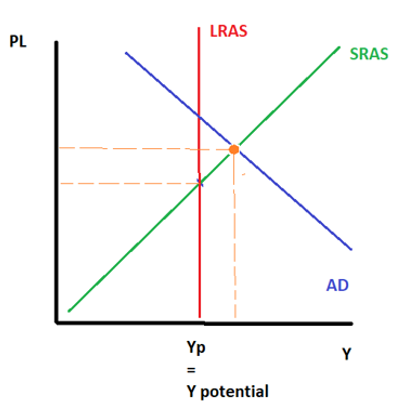 PL
LRAS
SRAS
AD
Yp
=
Y potential
Y